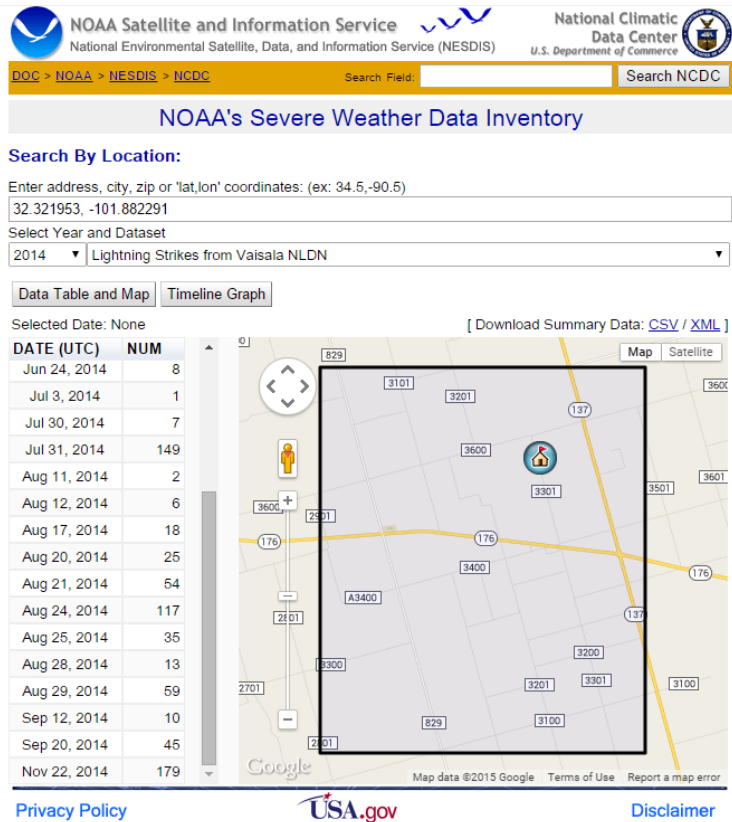 NOAA Satellite and Information Service
National Environmental Satellite, Data, and Information Service (NESDIS)
National Climatic
Data Center
U.S. Department of Commerce
DOC > NOAA > NESDIS > NCDC
Search Field:
Search NCDC
NOAA's Severe Weather Data Inventory
Search By Location:
Enter address, city, zip or 'lat,lon' coordinates: (ex: 34.5,-90.5)
32.321953, -101.882291
Select Year and Dataset
2014 Lightning Strikes from Vaisala NLDN
Data Table and Map Timeline Graph
Selected Date: None
[ Download Summary Data: CSV / XML ]
DATE (UTC) NUM
Jun 24, 2014 8
Jul 3, 2014 1
Jul 30, 2014 7
Jul 31, 2014 149
Aug 11, 2014 2
Aug 12, 2014 6
Aug 17, 2014 18
Aug 20, 2014 25
Aug 21, 2014 54
Aug 24, 2014 117
Aug 25, 2014 35
Aug 28, 2014 13
Aug 29, 2014 59
Sep 12, 2014 10
Sep 20, 2014 45
Nov 22, 2014 179
Map Satellite
829
3101
3201
137
3600
3301
3501
3601
3600
2901
176
176
3400
176
A3400
2801
137
3200
3300
3301
3201
3100
2701
829
3100
2801
Google
Map data ©2015 Google Terms of Use Report a map error
Privacy Policy
USA.gov
Disclaimer